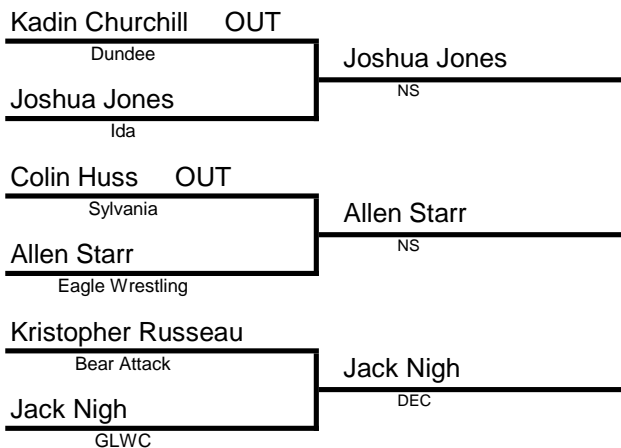 Kadin Churchill OUT
Dundee
Joshua Jones
Joshua Jones
NS
Ida
Colin Huss OUT
Sylvania
Allen Starr
Allen Starr
NS
Eagle Wrestling
Kristopher Russeau
Bear Attack
Jack Nigh
Jack Nigh
DEC
GLWC